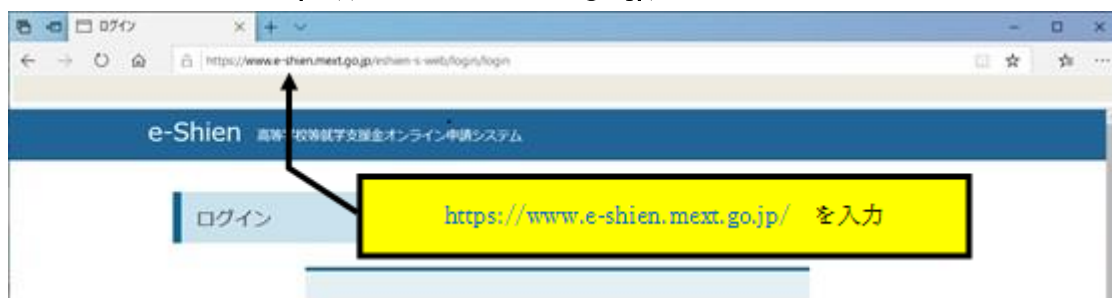 ログイン
https://www.e-shien.mext.go.jp/eshien-s-web/login/login
e-Shien 高等学校等就学支援金オンライン申請システム
ログイン
https://www.e-shien.mext.go.jp/ を入力